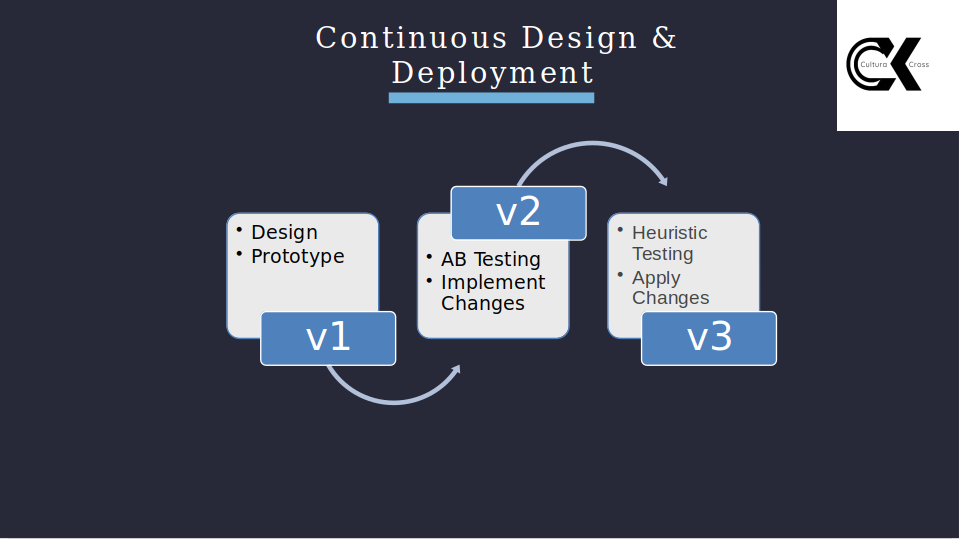 Continuous Design &
Deployment
Cultura Cross
• Design
• Prototype
v1
v2
• AB Testing
• Implement
Changes
• Heuristic
Testing
• Apply
Changes
v3